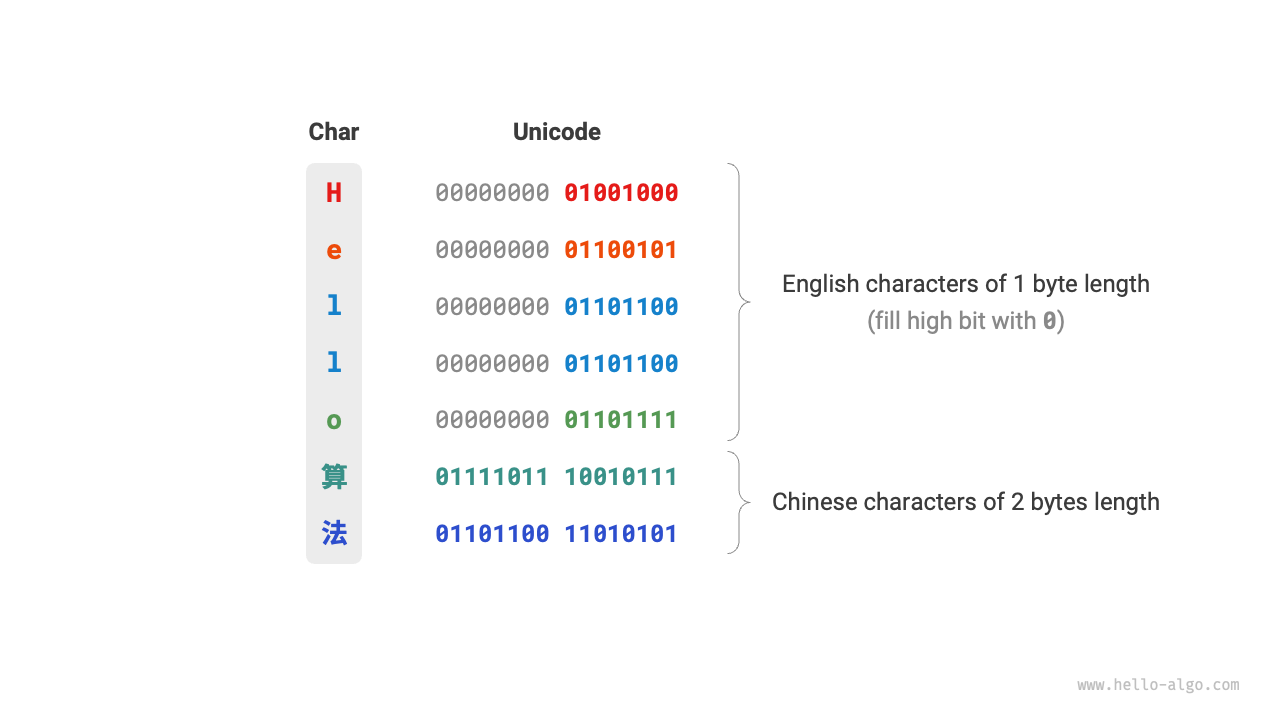 Char Unicode
H 00000000 01001000
e 00000000 01100101
l 00000000 01101100
l 00000000 01101100
o 00000000 01101111
算 01111011 10010111
法 01101100 11010101
English characters of 1 byte length
(fill high bit with 0)
Chinese characters of 2 bytes length
www.hello-algo.com